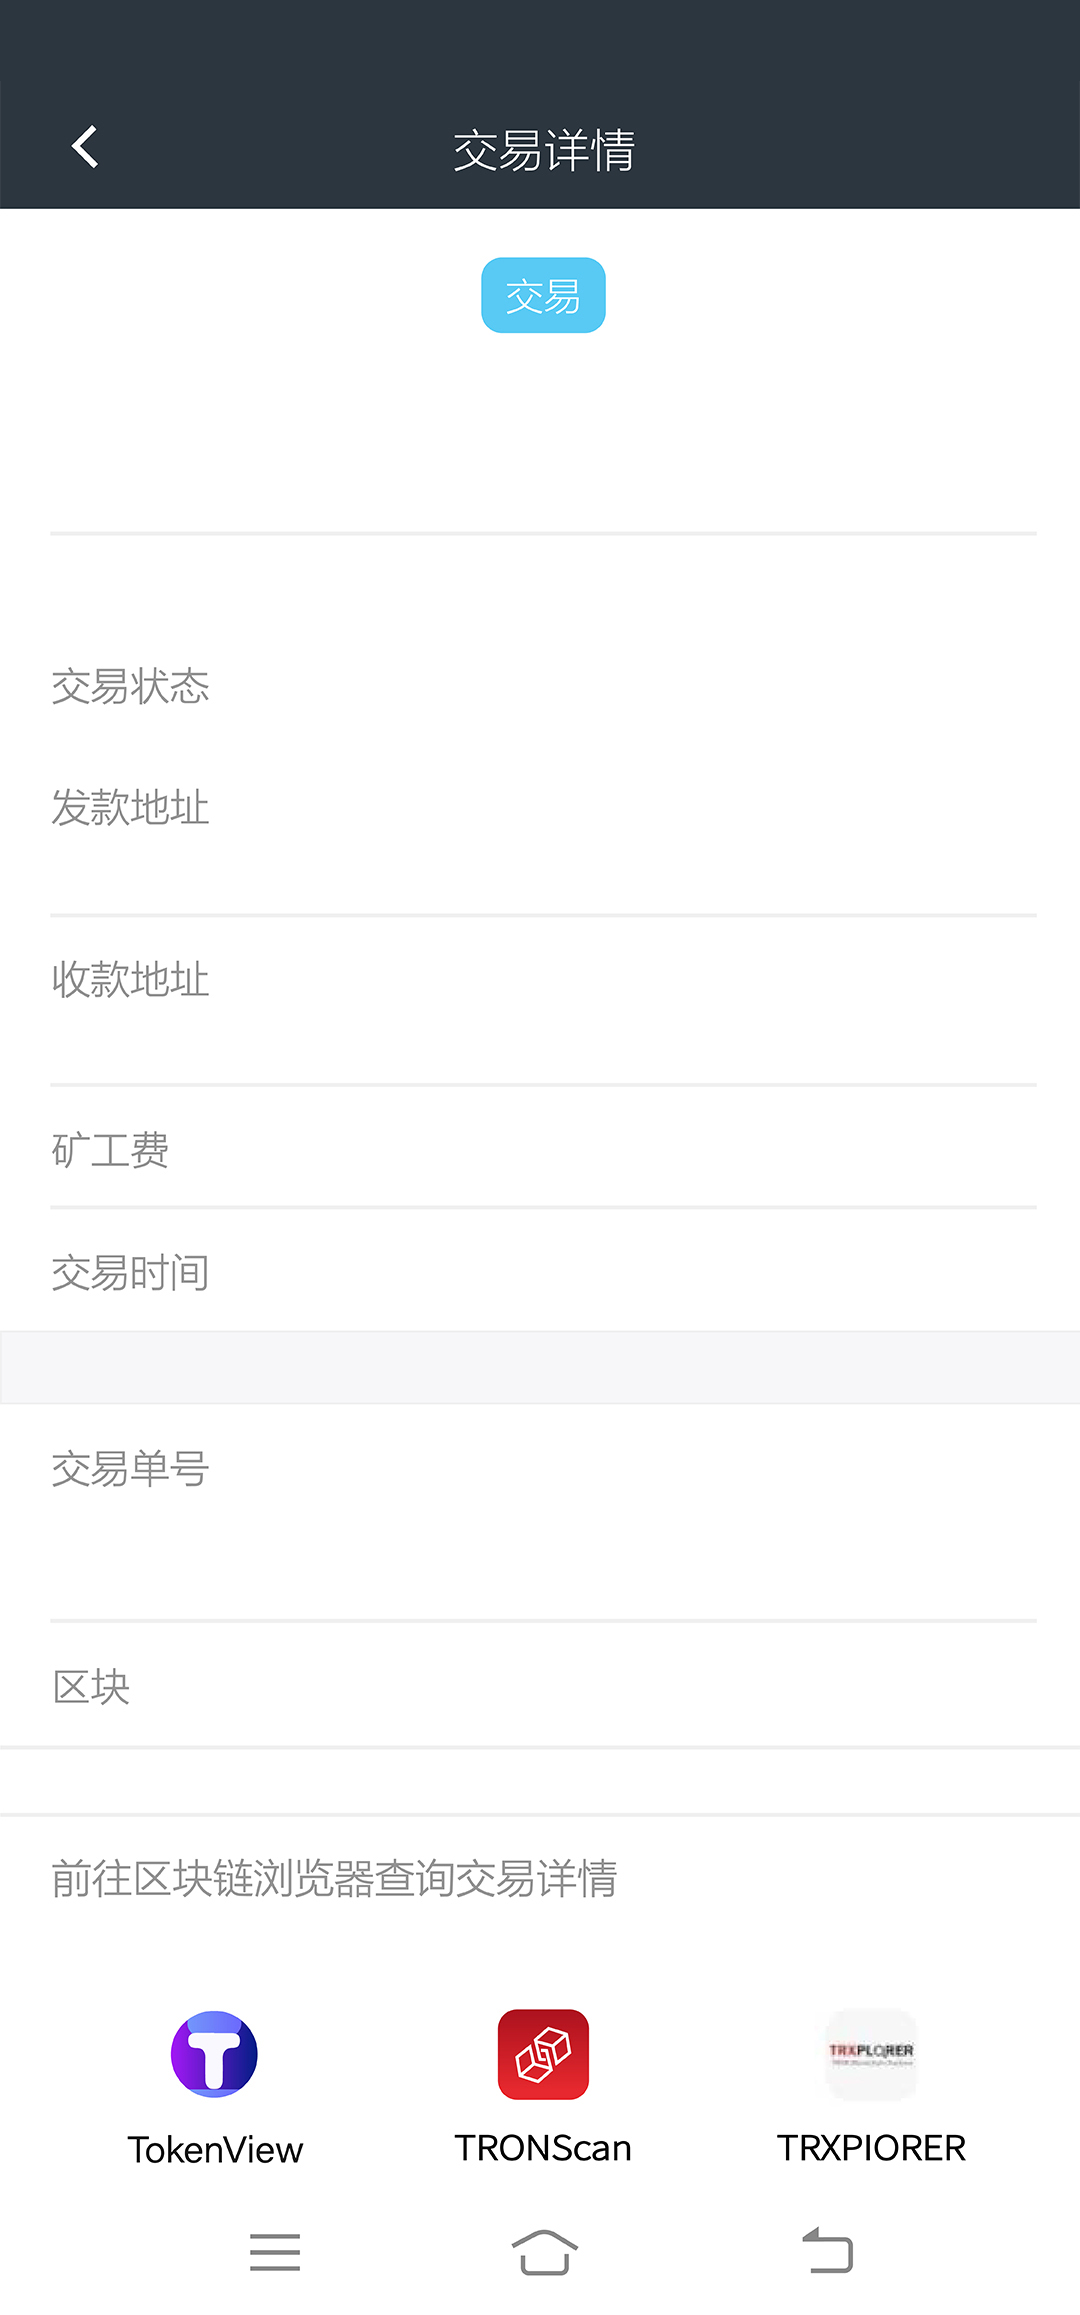 交易详情
交易
交易状态
发款地址
收款地址
矿工费
交易时间
交易单号
区块
前往区块链浏览器查询交易详情
TRXPLORER
TokenView
TRONScan
TRXPIORER